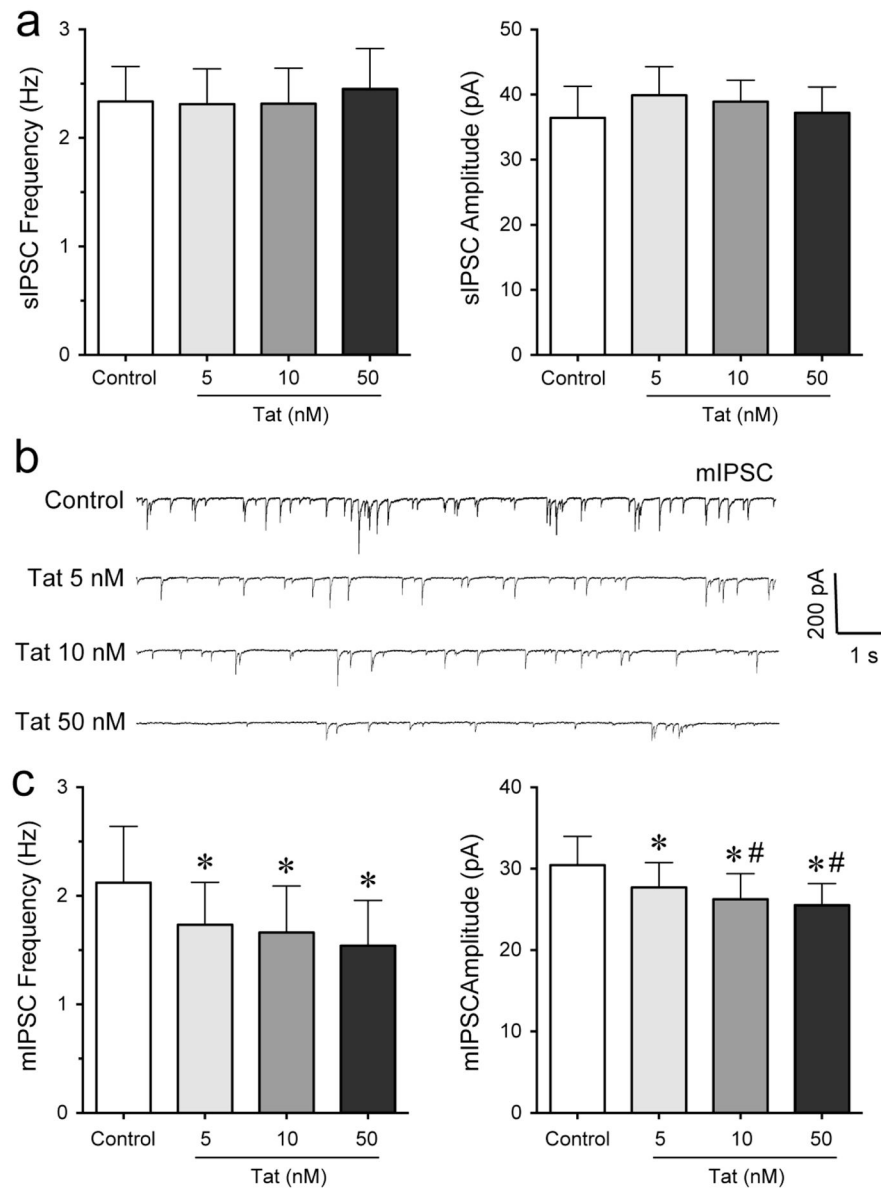 a
sIPSC Frequency (Hz)
3
2
1
0
Control
5
10
50
Tat (nM)
sIPSC Amplitude (pA)
50
40
30
20
10
0
Control
5
10
50
Tat (nM)
b
mIPSC
Control
Tat 5 nM
Tat 10 nM
Tat 50 nM
200 pA
1 s
c
mIPSC Frequency (Hz)
3
2
1
0
*
*
*
Control
5
10
50
Tat (nM)
mIPSCAmplitude (pA)
40
30
20
10
0
*
*#
*#
Control
5
10
50
Tat (nM)